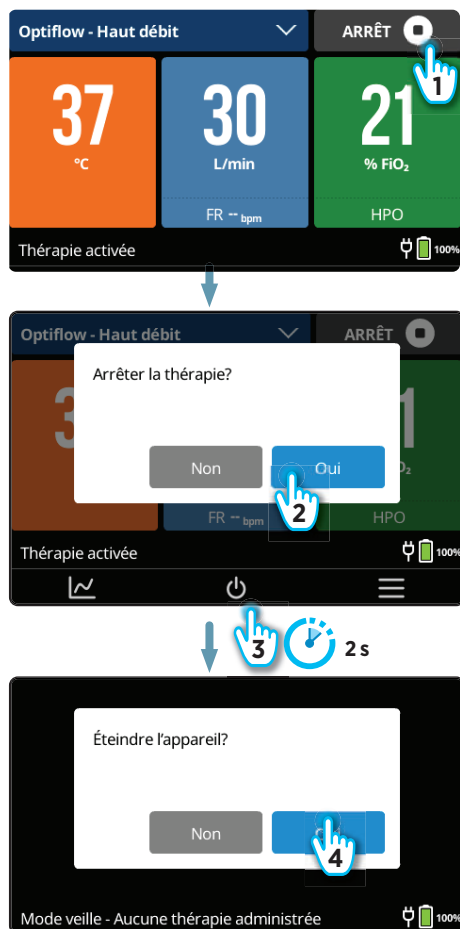 Optiflow - Haut débit
ARRÊT
1
37
30
21
°C
L/min
% FiO₂
FR -- bpm
HPO
Thérapie activée
100%
Optiflow - Haut débit
ARRÊT
Arrêter la thérapie?
Non
Oui
2
FR -- bpm
HPO
Thérapie activée
100%
3
2 s
Éteindre l'appareil?
Non
4
Mode veille - Aucune thérapie administrée
100%